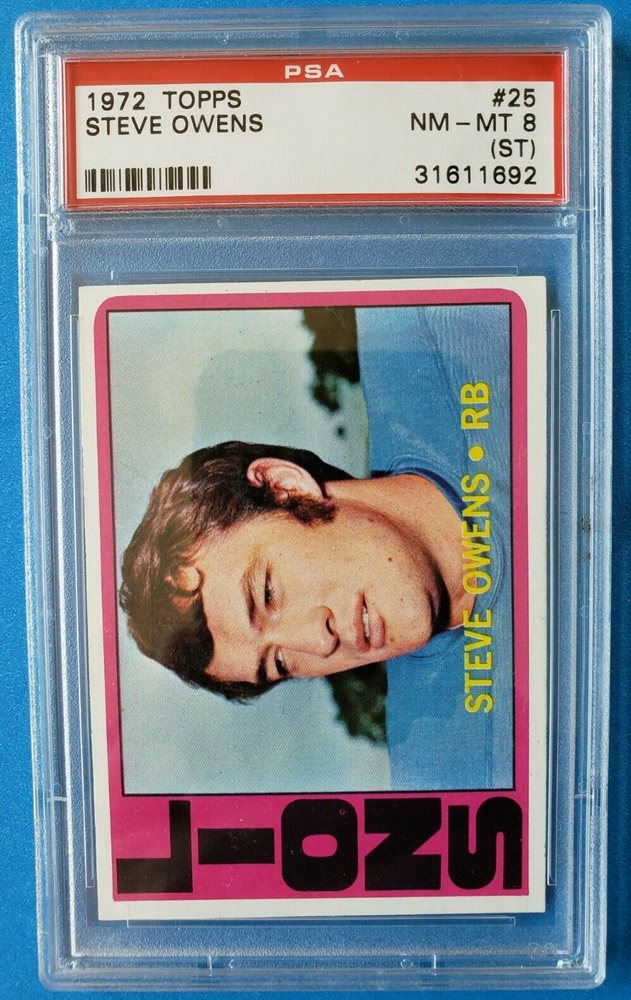 PSA
1972 TOPPS #25
STEVE OWENS NM - MT 8
(ST)
31611692
STEVE OWENS • RB
LIONS